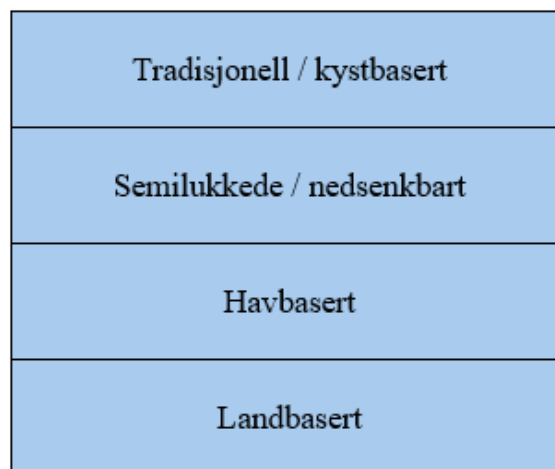 Tradisjonell / kystbasert
Semilukkede / nedsenkbart
Havbasert
Landbasert